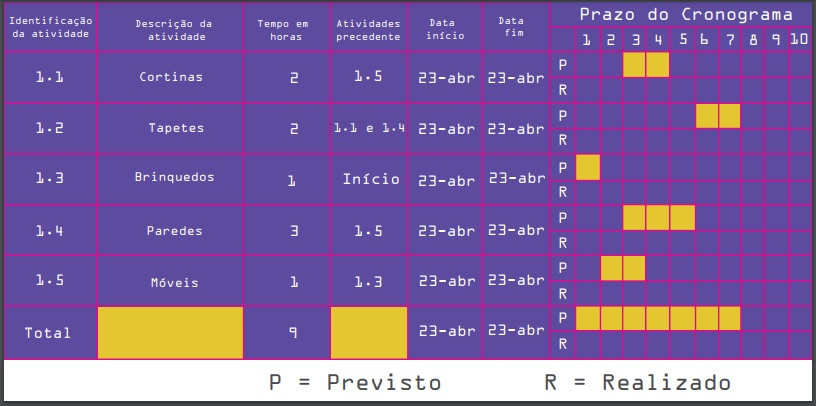 Identificação da atividade Descrição da atividade Tempo em horas Atividades precedente Data início Data fim Prazo do Cronograma
1 2 3 4 5 6 7 8 9 10
1.1 Cortinas 2 1.5 23-abr 23-abr P
R
1.2 Tapetes 2 1.1 e 1.4 23-abr 23-abr P
R
1.3 Brinquedos 1 Início 23-abr 23-abr P
R
1.4 Paredes 3 1.5 23-abr 23-abr P
R
1.5 Móveis 1 1.3 23-abr 23-abr P
R
Total 9 23-abr 23-abr P
R
P = Previsto R = Realizado